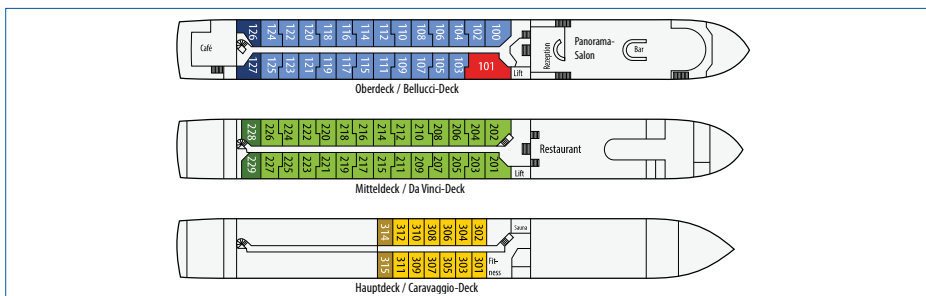 126 124 122 120 118 116 114 112 110 108 106 104 102 100
Café
Rezeption
Panorama-
Salon
Bar
127 125 123 121 119 117 115 111 109 107 105 103 101
Lift
Oberdeck / Bellucci-Deck
228 226 224 222 220 218 216 214 212 210 208 206 204 202
Restaurant
229 227 225 223 221 219 217 215 211 209 207 205 203 201
Lift
Mitteldeck / Da Vinci-Deck
314 312 310 308 306 304 302
Sauna
315 311 309 307 305 303 301
Fit-
ness
Hauptdeck / Caravaggio-Deck